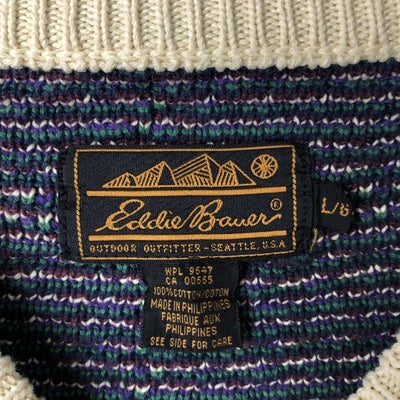 Eddie Bauer ®
L/G
OUTDOOR OUTFITTER - SEATTLE, U.S.A.
WPL 9647
CA 00555
100% COTTON/COTON
MADE IN PHILIPPINES
FABRIQUE AUX
PHILIPPINES
SEE SIDE FOR CARE